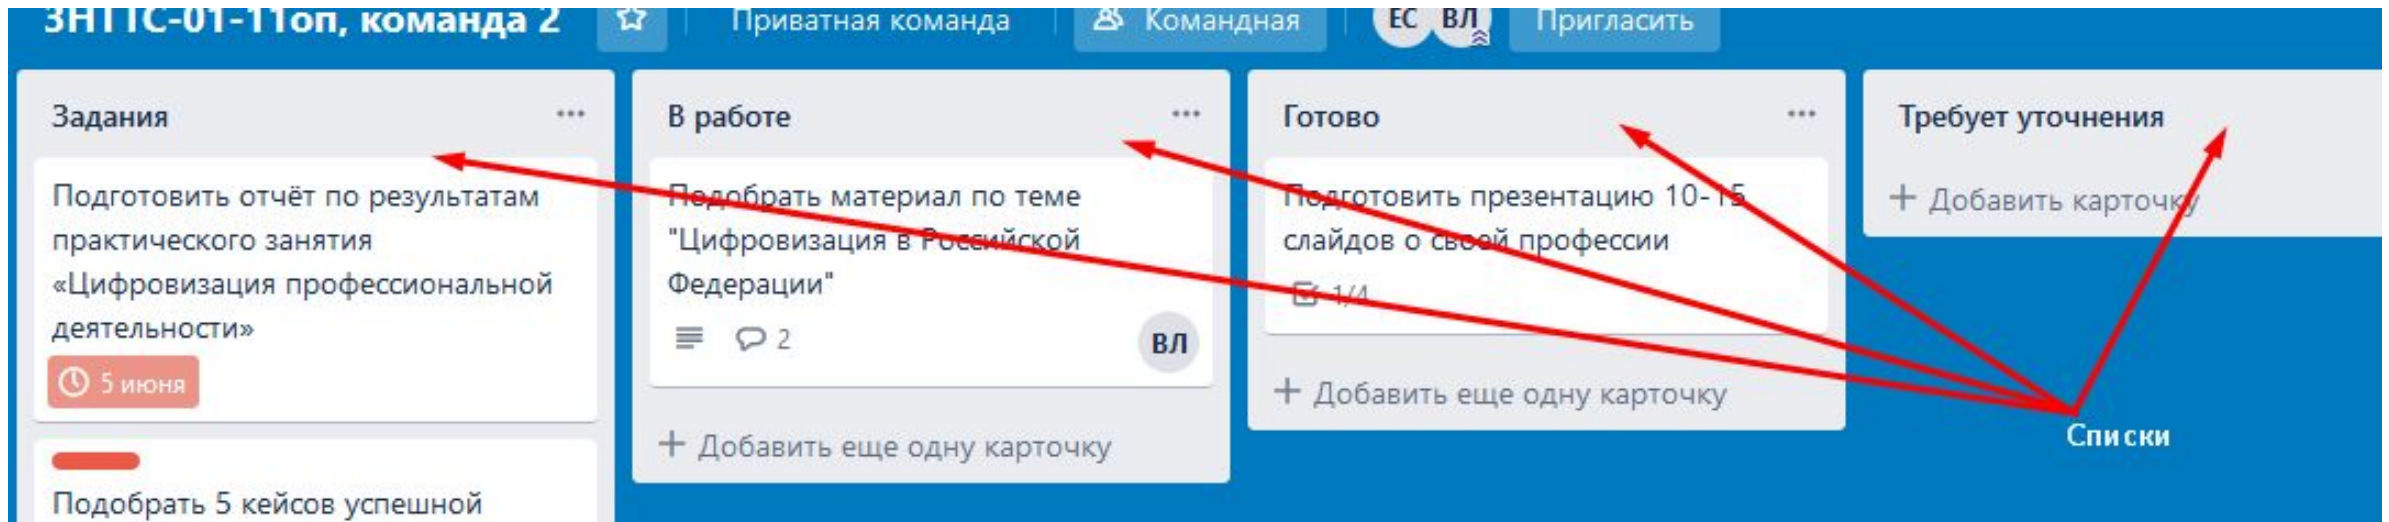 ЗНТТС-01-11оп, команда 2
Приватная команда
Командная
ЕС
ВЛ
Пригласить
Задания
Подготовить отчёт по результатам
практического занятия
«Цифровизация профессиональной
деятельности»
5 июня
Подобрать 5 кейсов успешной
В работе
Подобрать материал по теме
"Цифровизация в Российской
Федерации"
2
ВЛ
+ Добавить еще одну карточку
Готово
Подготовить презентацию 10-15
слайдов о своей профессии
1/4
+ Добавить еще одну карточку
Требует уточнения
+ Добавить карточку
Списки